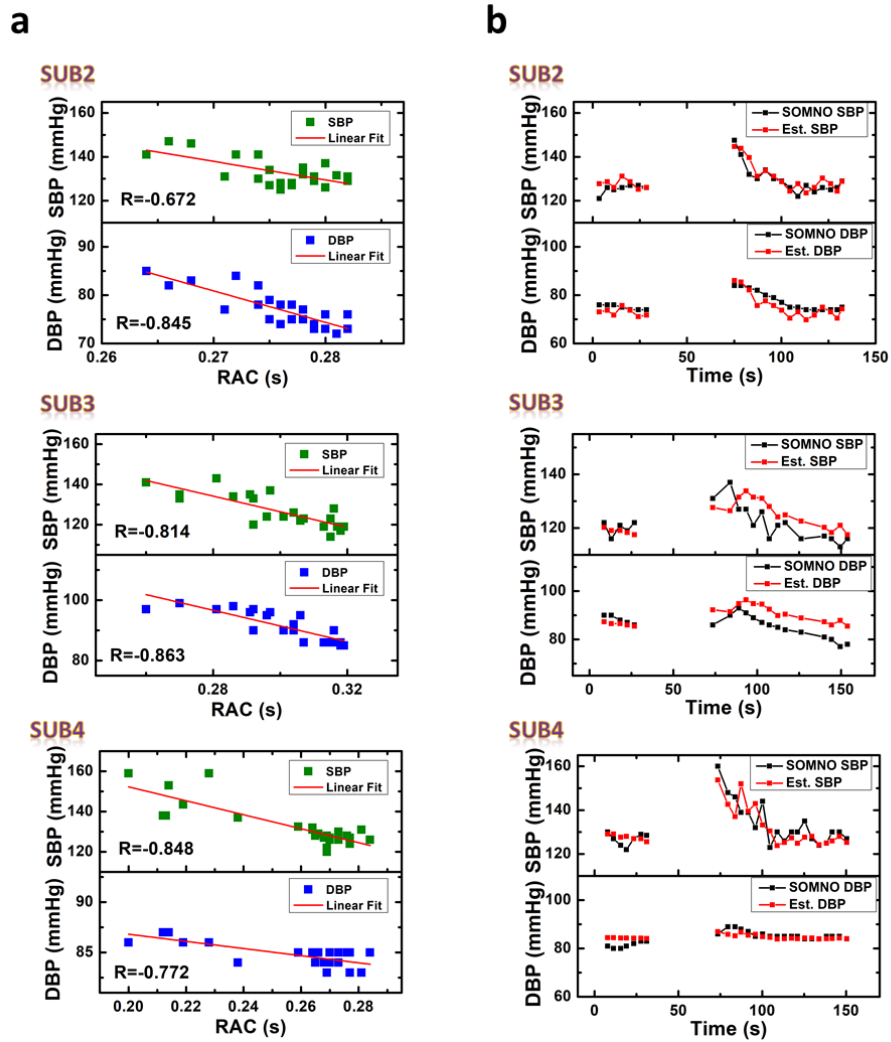 a
b
SUB2
SBP (mmHg)
160
140
120
SBP
Linear Fit
R=-0.672
DBP (mmHg)
90
80
70
DBP
Linear Fit
R=-0.845
0.26 0.27 0.28
RAC (s)
SUB2
SBP (mmHg)
160
140
120
SOMNO SBP
Est. SBP
DBP (mmHg)
100
80
60
SOMNO DBP
Est. DBP
0 50 100 150
Time (s)
SUB3
SBP (mmHg)
160
140
120
SBP
Linear Fit
R=-0.814
DBP (mmHg)
100
80
DBP
Linear Fit
R=-0.863
0.28 0.32
RAC (s)
SUB3
SBP (mmHg)
140
120
SOMNO SBP
Est. SBP
DBP (mmHg)
100
80
SOMNO DBP
Est. DBP
0 50 100 150
Time (s)
SUB4
SBP (mmHg)
160
140
120
SBP
Linear Fit
R=-0.848
DBP (mmHg)
90
85
DBP
Linear Fit
R=-0.772
0.20 0.22 0.24 0.26 0.28
RAC (s)
SUB4
SBP (mmHg)
160
140
120
SOMNO SBP
Est. SBP
DBP (mmHg)
100
80
60
SOMNO DBP
Est. DBP
0 50 100 150
Time (s)